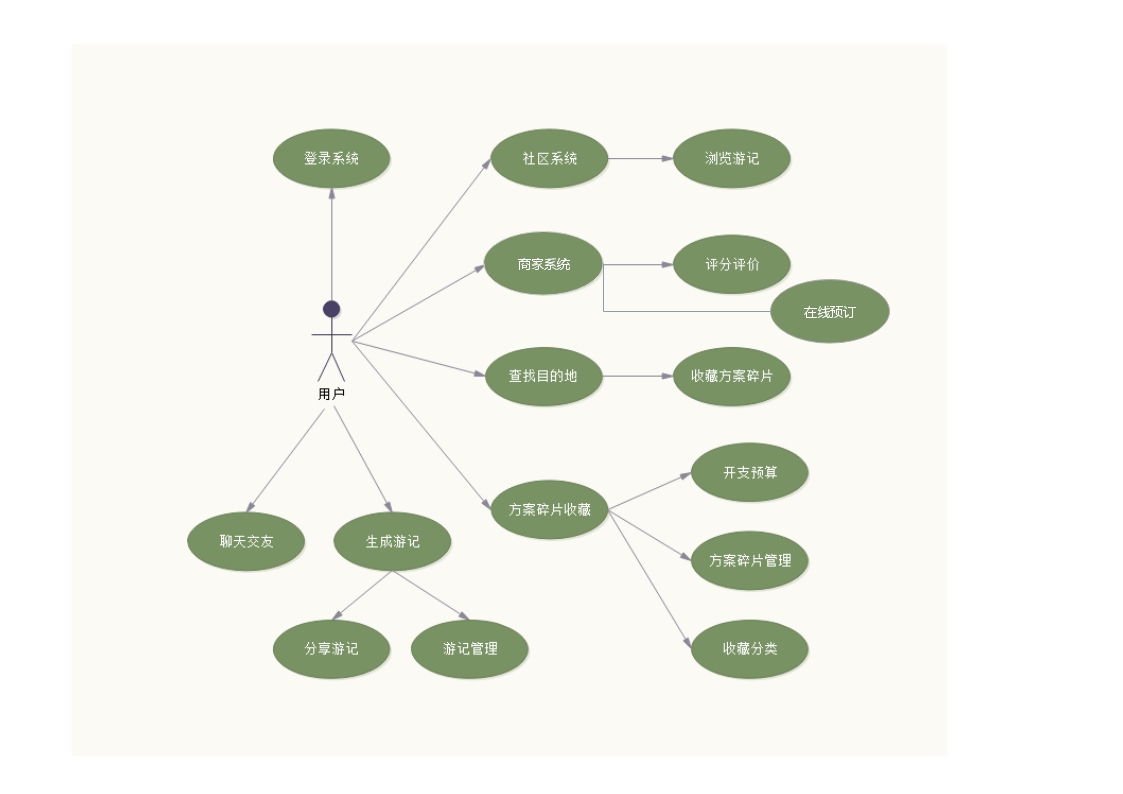 登录系统
社区系统
浏览游记
商家系统
评分评价
在线预订
用户
查找目的地
收藏方案碎片
开支预算
方案碎片收藏
聊天交友
生成游记
方案碎片管理
分享游记
游记管理
收藏分类